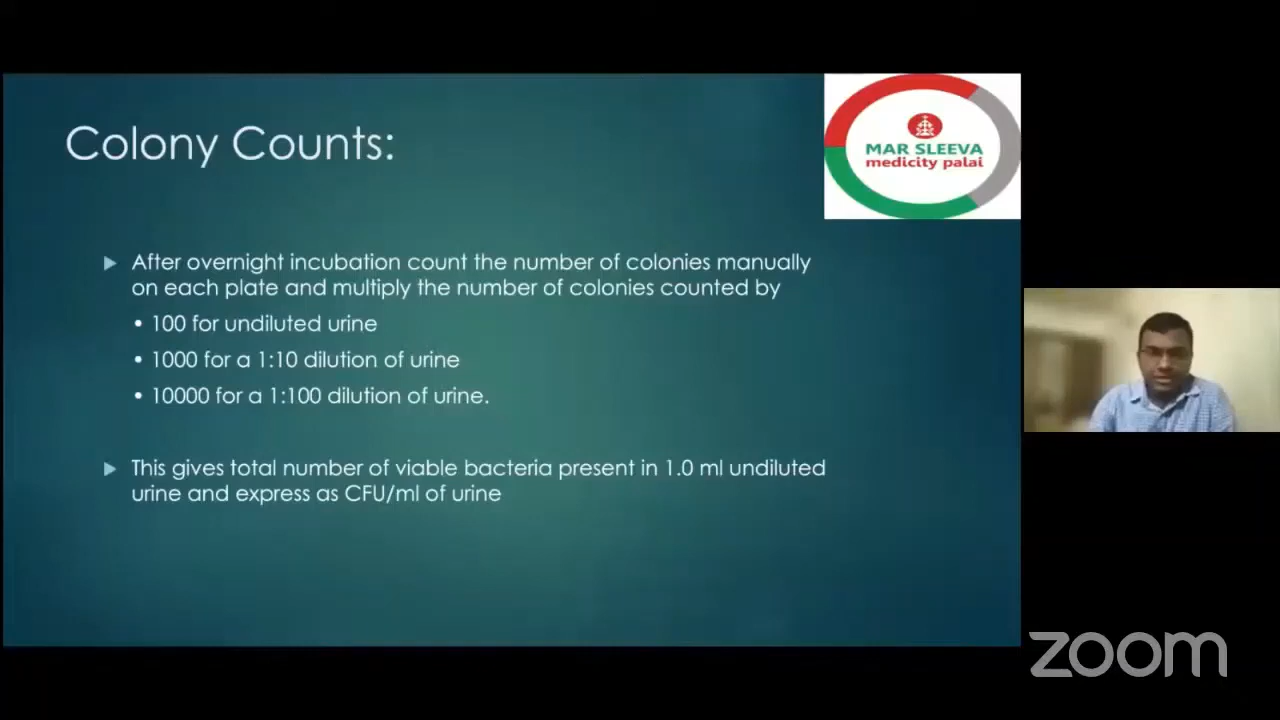 Colony Counts:
MAR SLEEVA
medicity palai
After overnight incubation count the number of colonies manually
on each plate and multiply the number of colonies counted by
• 100 for undiluted urine
• 1000 for a 1:10 dilution of urine
• 10000 for a 1:100 dilution of urine.
This gives total number of viable bacteria present in 1.0 ml undiluted
urine and express as CFU/ml of urine
zoom